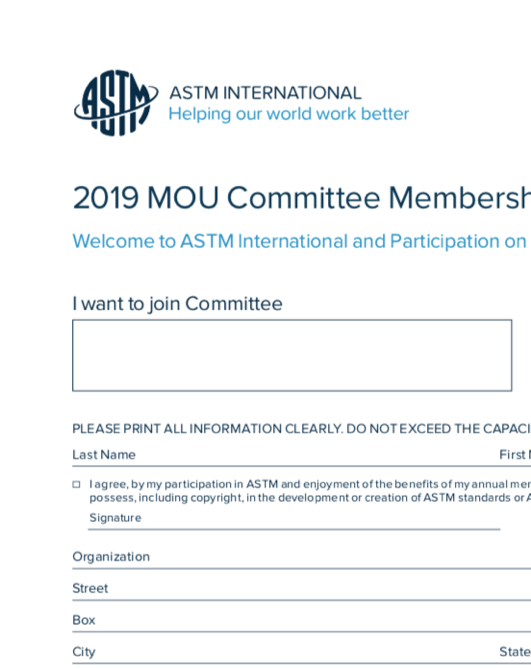 ASTM
ASTM INTERNATIONAL
Helping our world work better
2019 MOU Committee Membersh
Welcome to ASTM International and Participation on
I want to join Committee
PLEASE PRINT ALL INFORMATION CLEARLY. DO NOT EXCEED THE CAPACI
Last Name First
I agree, by my participation in ASTM and enjoyment of the benefits of my annual mem
possess, including copyright, in the development or creation of ASTM standards or A
Signature
Organization
Street
Box
City State